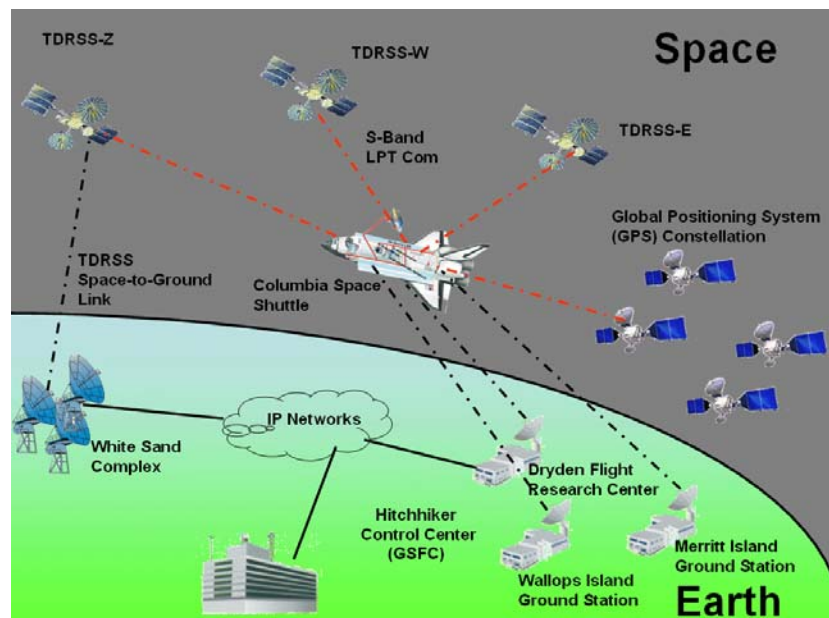 TDRSS-Z
TDRSS-W
Space
S-Band
LPT Com
TDRSS-E
Global Positioning System
(GPS) Constellation
TDRSS
Space-to-Ground
Link
Columbia Space
Shuttle
IP Networks
White Sand
Complex
Dryden Flight
Research Center
Hitchhiker
Control Center
(GSFC)
Merritt Island
Ground Station
Wallops Island
Ground Station
Earth